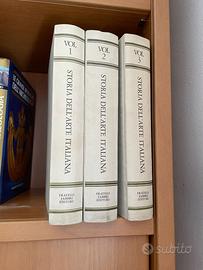 VOL
1
STORIA DELL'ARTE ITALIANA
FRATELLI
FABBRI
EDITORI
VOL
2
STORIA DELL'ARTE ITALIANA
FRATELLI
FABBRI
EDITORI
VOL
3
STORIA DELL'ARTE ITALIANA
FRATELLI
FABBRI
EDITORI
subito